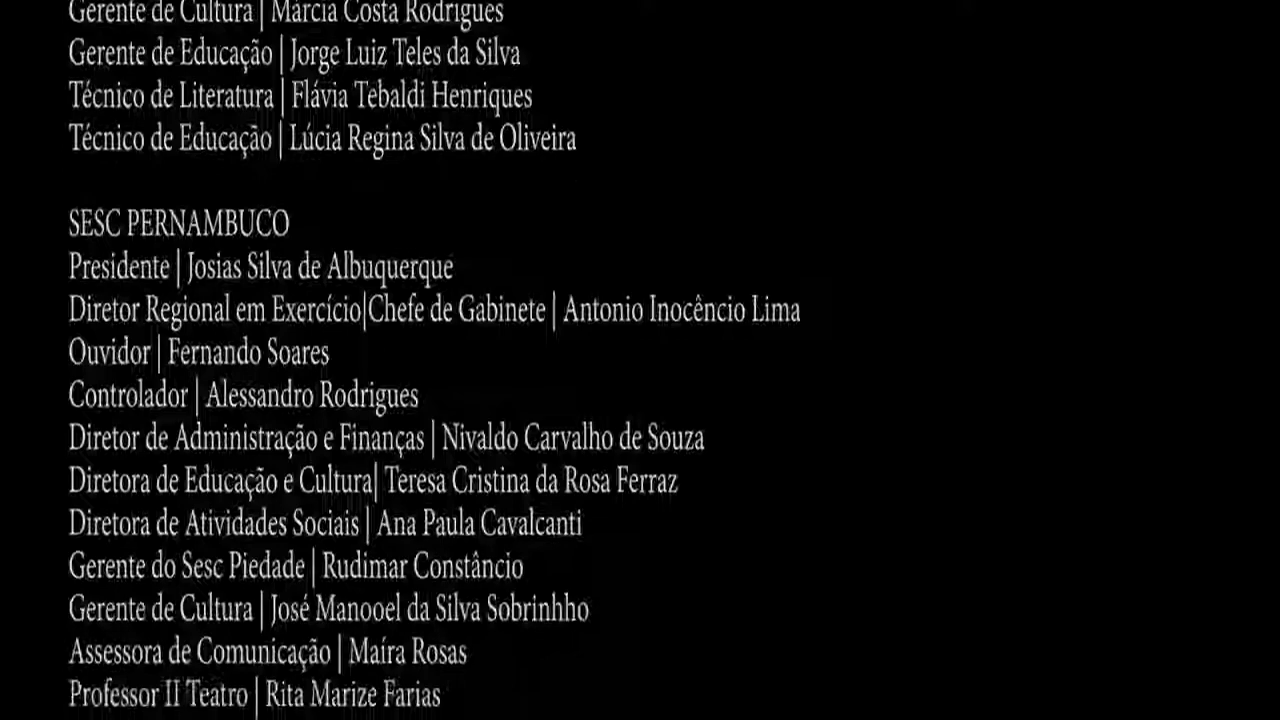 Gerente de Cultura | Márcia Costa Rodrigues
Gerente de Educação | Jorge Luiz Teles da Silva
Técnico de Literatura | Flávia Tebaldi Henriques
Técnico de Educação | Lúcia Regina Silva de Oliveira
SESC PERNAMBUCO
Presidente | Josias Silva de Albuquerque
Diretor Regional em Exercício|Chefe de Gabinete | Antonio Inocêncio Lima
Ouvidor | Fernando Soares
Controlador | Alessandro Rodrigues
Diretor de Administração e Finanças | Nivaldo Carvalho de Souza
Diretora de Educação e Cultura| Teresa Cristina da Rosa Ferraz
Diretora de Atividades Sociais | Ana Paula Cavalcanti
Gerente do Sesc Piedade | Rudimar Constâncio
Gerente de Cultura | José Manooel da Silva Sobrinhho
Assessora de Comunicação | Maíra Rosas
Professor II Teatro | Rita Marize Farias